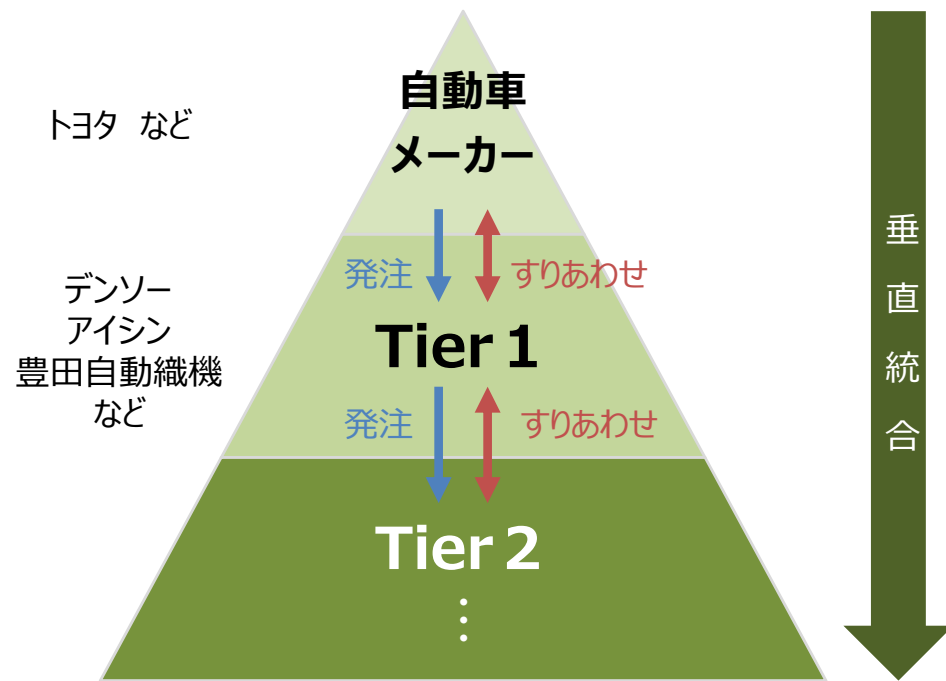 自動車
メーカー
トヨタ など
発注
すりあわせ
デンソー
アイシン
豊田自動織機
など
Tier 1
発注
すりあわせ
Tier 2
⋮
垂直統合